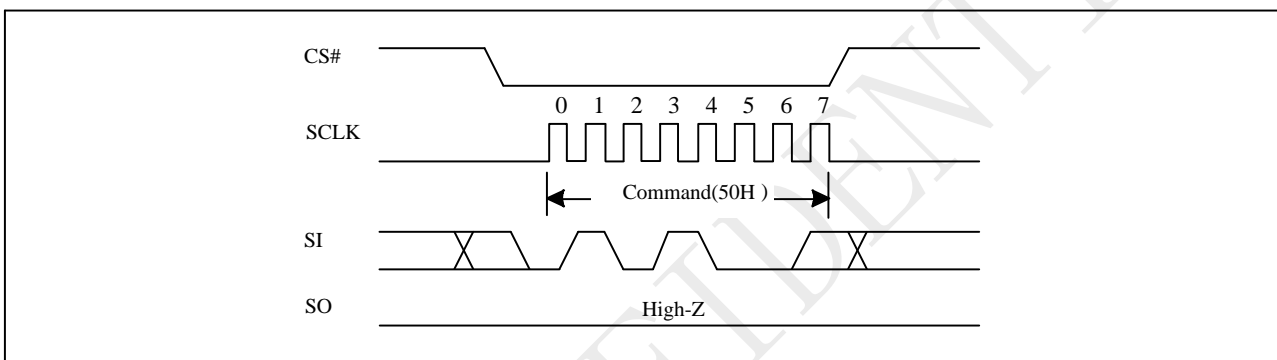 CS#
0 1 2 3 4 5 6 7
SCLK
Command(50H )
SI
SO High-Z